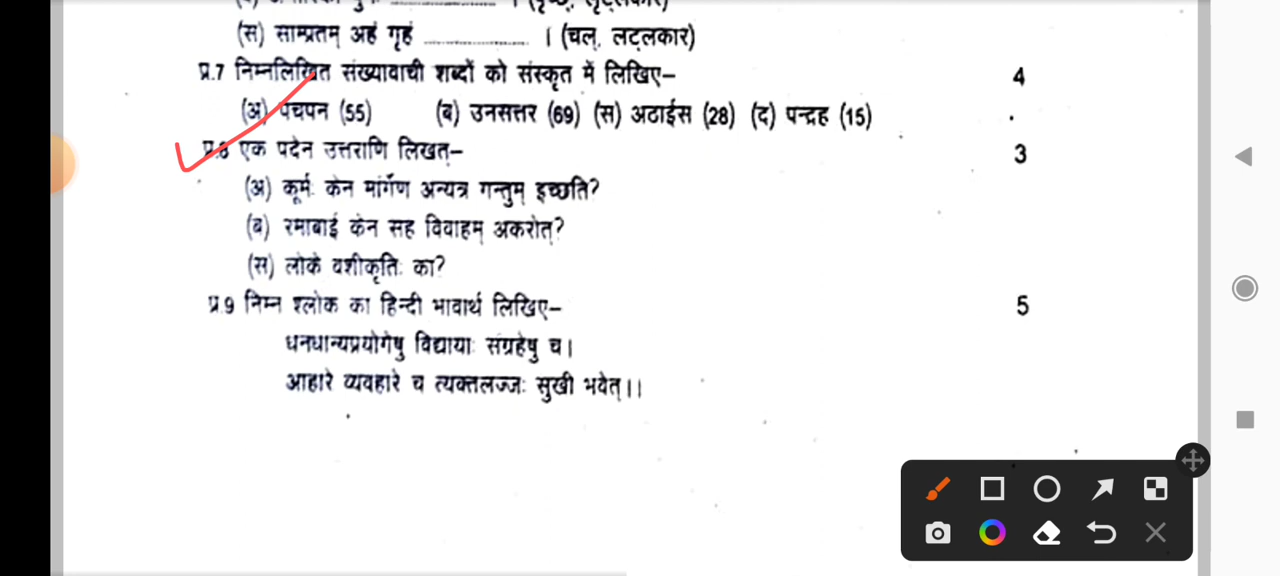 (स) साम्प्रतम् अहं गृहं ..................... । (चल्, लट्लकार)
प्र.7 निम्नलिखित संख्यावाची शब्दों को संस्कृत में लिखिए– 4
(अ) पचपन (55) (ब) उनसत्तर (69) (स) अठाईस (28) (द) पन्द्रह (15)
प्र.8 एक पदेन उत्तराणि लिखत– 3
(अ) कूर्मः केन मार्गेण अन्यत्र गन्तुम् इच्छति?
(ब) रमाबाई केन सह विवाहम् अकरोत्?
(स) लोके वशीकृतिः का?
प्र.9 निम्न श्लोक का हिन्दी भावार्थ लिखिए– 5
धनधान्यप्रयोगेषु विद्यायाः संग्रहेषु च।
आहारे व्यवहारे च त्यक्तलज्जः सुखी भवेत्।।